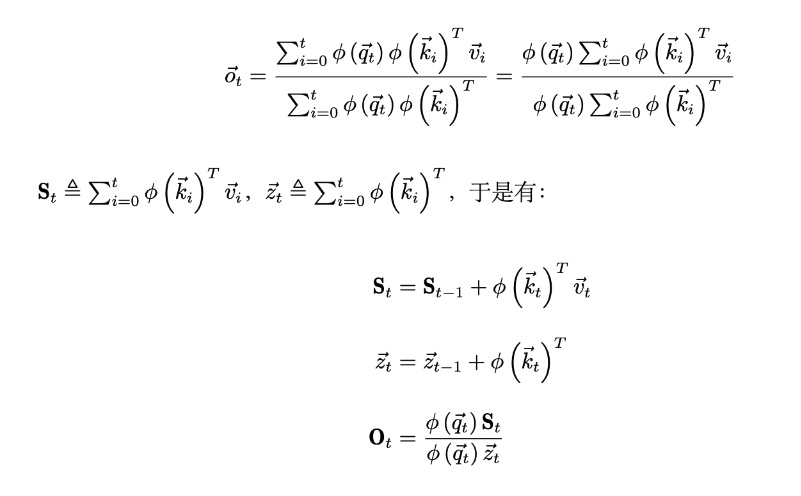 $\vec{o}_t = \frac{\sum_{i=0}^{t} \phi(\vec{q}_t) \phi(\vec{k}_i)^T \vec{v}_i}{\sum_{i=0}^{t} \phi(\vec{q}_t) \phi(\vec{k}_i)^T} = \frac{\phi(\vec{q}_t) \sum_{i=0}^{t} \phi(\vec{k}_i)^T \vec{v}_i}{\phi(\vec{q}_t) \sum_{i=0}^{t} \phi(\vec{k}_i)^T}$
$\mathbf{S}_t \triangleq \sum_{i=0}^{t} \phi(\vec{k}_i)^T \vec{v}_i$，$\vec{z}_t \triangleq \sum_{i=0}^{t} \phi(\vec{k}_i)^T$，于是有：
$\mathbf{S}_t = \mathbf{S}_{t-1} + \phi(\vec{k}_t)^T \vec{v}_t$
$\vec{z}_t = \vec{z}_{t-1} + \phi(\vec{k}_t)^T$
$\mathbf{O}_t = \frac{\phi(\vec{q}_t) \mathbf{S}_t}{\phi(\vec{q}_t) \vec{z}_t}$